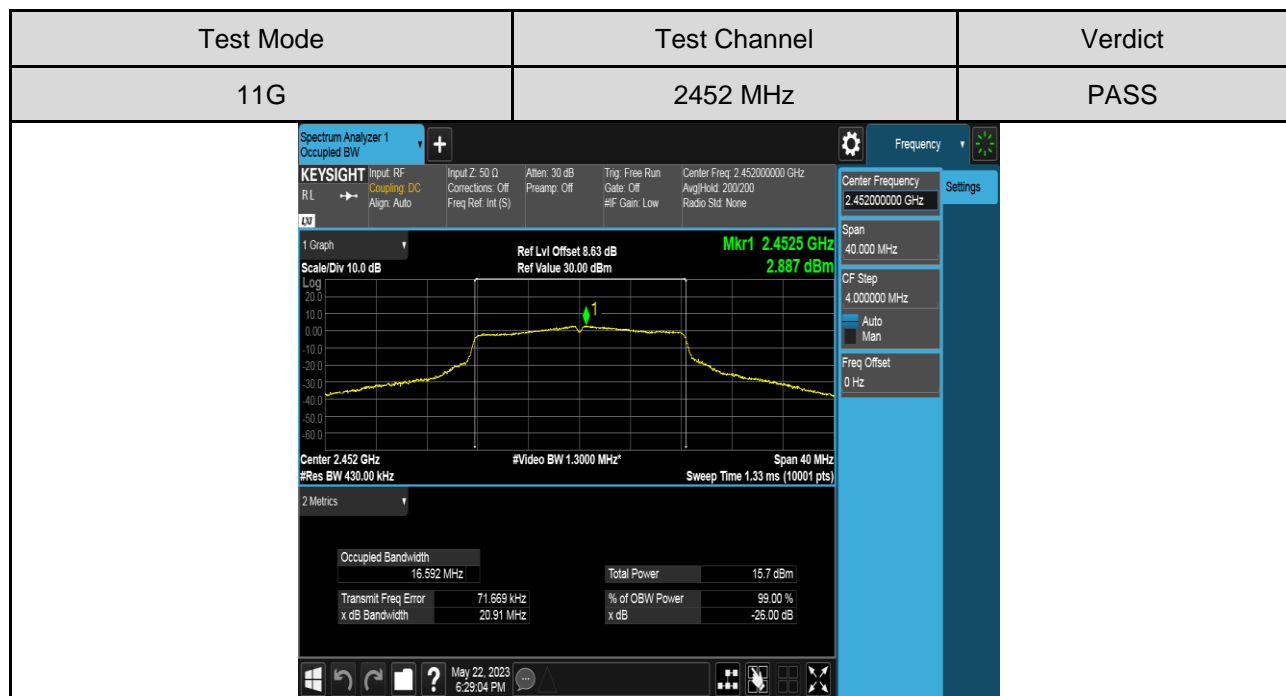 Test Mode Test Channel Verdict
11G 2452 MHz PASS
Spectrum Analyzer 1
Occupied BW
+
Frequency
KEYSIGHT
RL
LXI
Input: RF
Coupling: DC
Align: Auto
Input Z: 50 Ω
Corrections: Off
Freq Ref: Int (S)
Atten: 30 dB
Preamp: Off
Trig: Free Run
Gate: Off
#IF Gain: Low
Center Freq: 2.452000000 GHz
Avg|Hold: 200/200
Radio Std: None
Center Frequency
2.452000000 GHz
Settings
Span
40.000 MHz
CF Step
4.000000 MHz
Auto
Man
Freq Offset
0 Hz
1 Graph
Scale/Div 10.0 dB
Ref Lvl Offset 8.63 dB
Ref Value 30.00 dBm
Mkr1 2.4525 GHz
2.887 dBm
Log
20.0
10.0
0.00
-10.0
-20.0
-30.0
-40.0
-50.0
-60.0
1
Center 2.452 GHz
#Res BW 430.00 kHz
#Video BW 1.3000 MHz*
Span 40 MHz
Sweep Time 1.33 ms (10001 pts)
2 Metrics
Occupied Bandwidth
16.592 MHz
Total Power 15.7 dBm
Transmit Freq Error 71.669 kHz
% of OBW Power 99.00 %
x dB Bandwidth 20.91 MHz
x dB -26.00 dB
?
May 22, 2023
6:29:04 PM